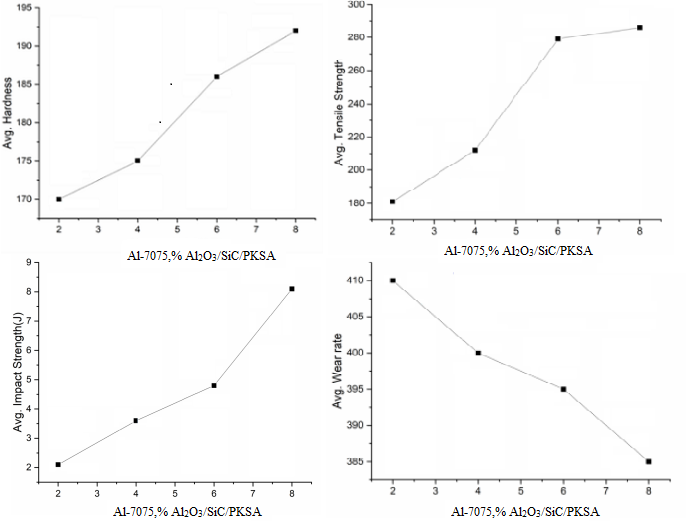 195
190
185
180
175
170
Avg. Hardness
2 3 4 5 6 7 8
Al-7075,% Al₂O₃/SiC/PKSA
300
280
260
240
220
200
180
Avg. Tensile Strength
2 3 4 5 6 7 8
Al-7075,% Al₂O₃/SiC/PKSA
9
8
7
6
5
4
3
2
Avg. Impact Strength(J)
2 3 4 5 6 7 8
Al-7075,% Al₂O₃/SiC/PKSA
410
405
400
395
390
385
Avg. Wear rate
2 3 4 5 6 7 8
Al-7075,% Al₂O₃/SiC/PKSA